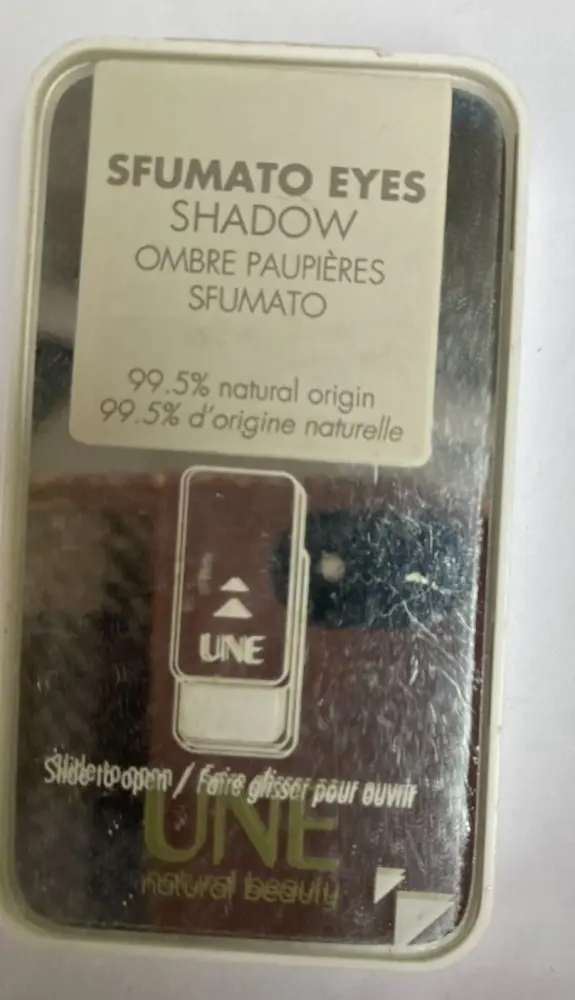 SFUMATO EYES
SHADOW
OMBRE PAUPIÈRES
SFUMATO
99.5% natural origin
99.5% d'origine naturelle
UNE
Slide to open / Faire glisser pour ouvrir
UNE
natural beauty